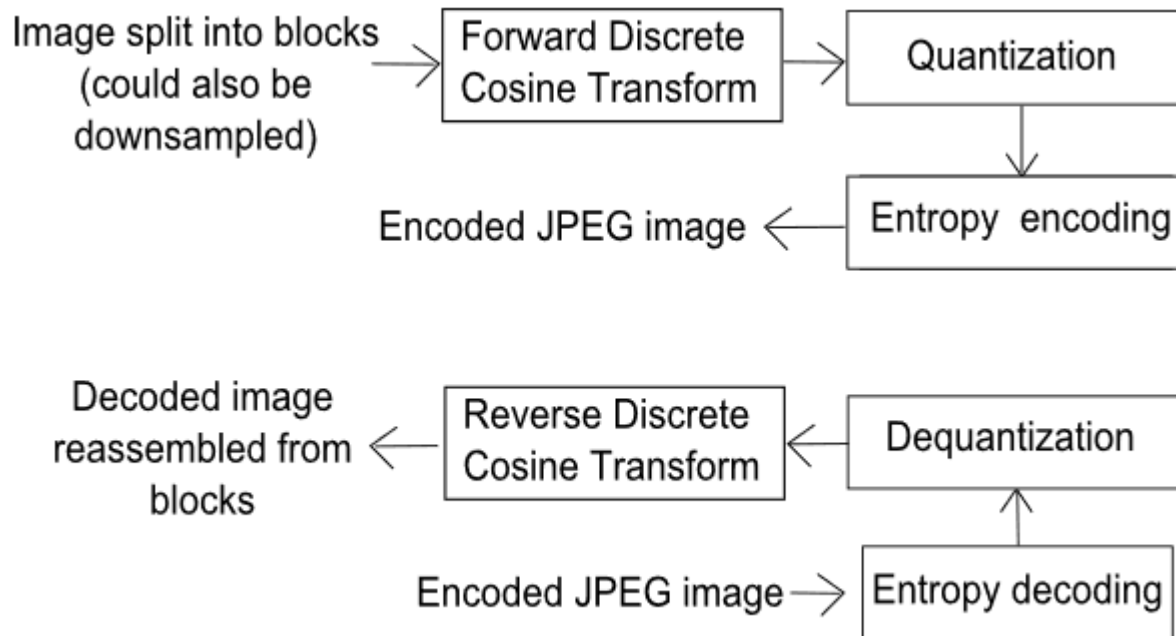 Image split into blocks
(could also be
downsampled)
Forward Discrete
Cosine Transform
Quantization
Entropy  encoding
Encoded JPEG image
Decoded image
reassembled from
blocks
Reverse Discrete
Cosine Transform
Dequantization
Encoded JPEG image
Entropy decoding